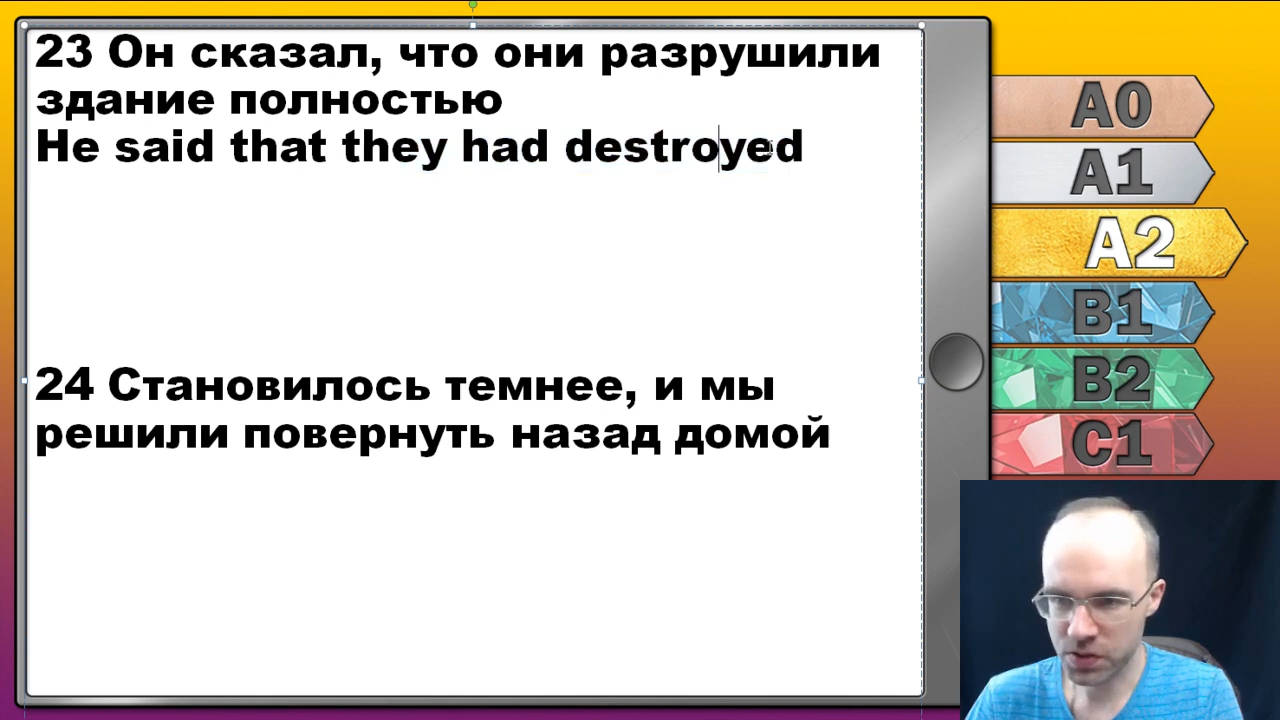 23 Он сказал, что они разрушили
здание полностью
He said that they had destroyed
24 Становилось темнее, и мы
решили повернуть назад домой
A0
A1
A2
B1
B2
C1